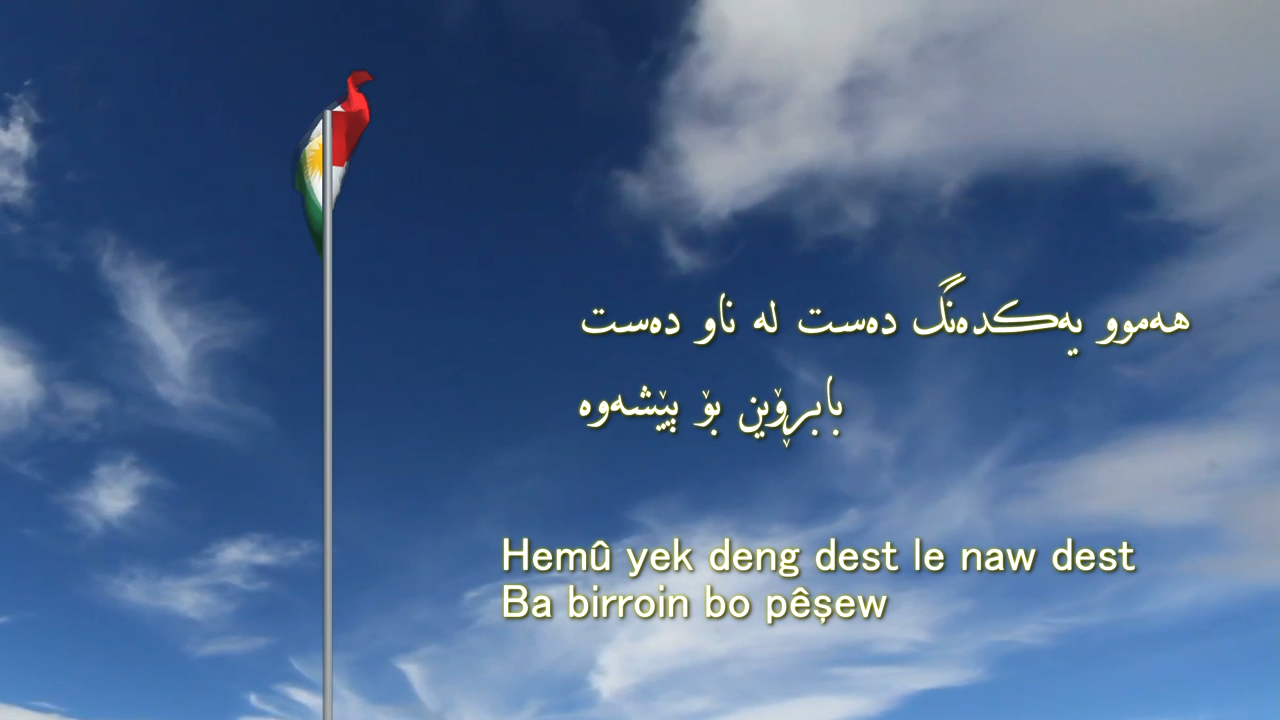 هەموو یەکدەنگ دەست لە ناو دەست
بابڕۆین بۆ پێشەوە
Hemû yek deng dest le naw dest
Ba birroin bo pêșew